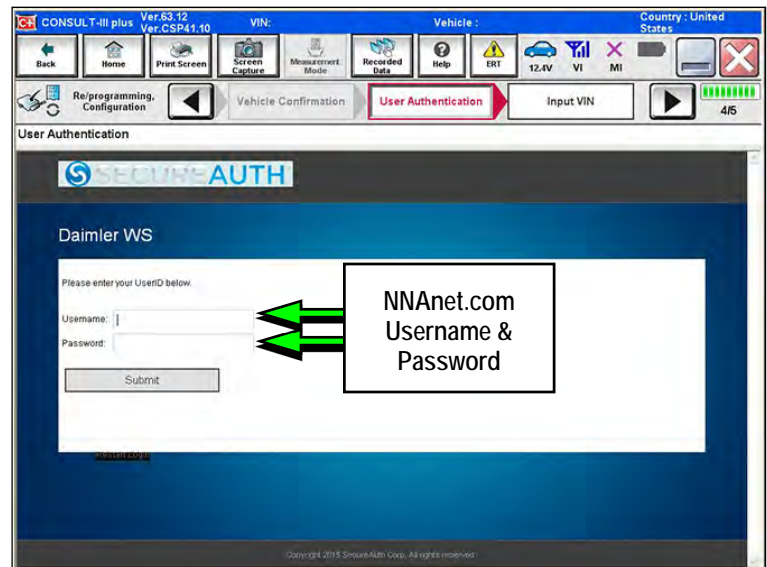 CONSULT-III plus
Ver.63.12
Ver.CSP41.10
VIN:
Vehicle :
Country : United
States
Back
Home
Print Screen
Screen
Capture
Measurement
Mode
Recorded
Data
Help
ERT
12.4V
VI
MI
Re/programming,
Configuration
Vehicle Confirmation
User Authentication
Input VIN
4/5
User Authentication
SECUREAUTH
Daimler WS
Please enter your UserID below.
Username:
Password:
Submit
NNAnet.com
Username &
Password
Restart Login
Copyright 2015 SecureAuth Corp. All rights reserved.